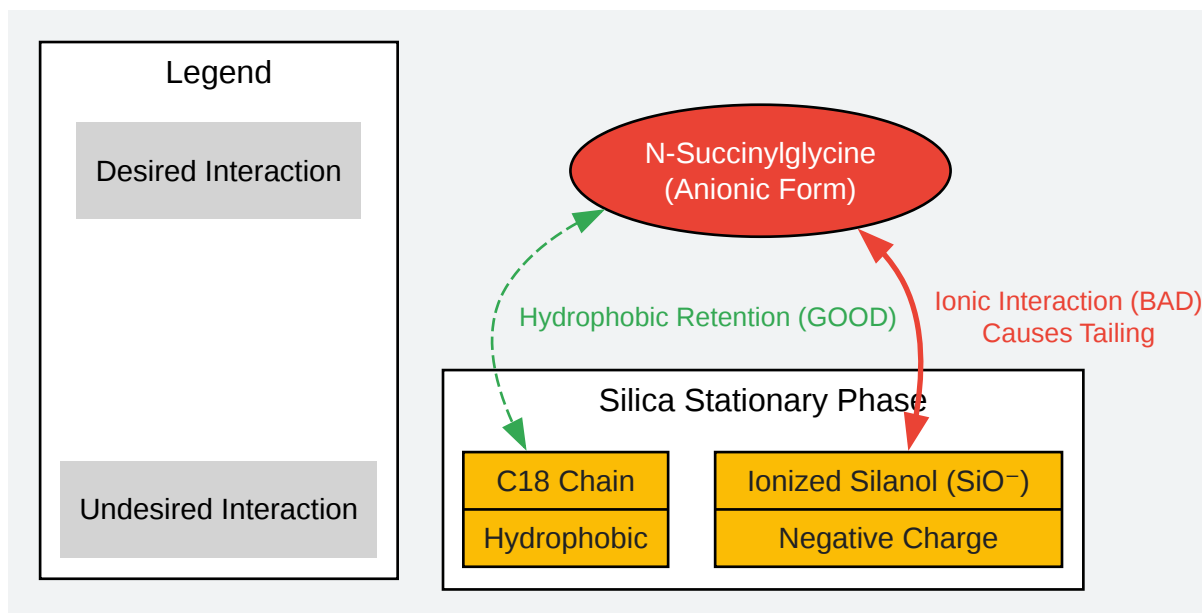 Legend
Desired Interaction
Undesired Interaction
N-Succinylglycine
(Anionic Form)
Hydrophobic Retention (GOOD)
Ionic Interaction (BAD)
Causes Tailing
Silica Stationary Phase
C18 Chain
Hydrophobic
Ionized Silanol (SiO⁻)
Negative Charge